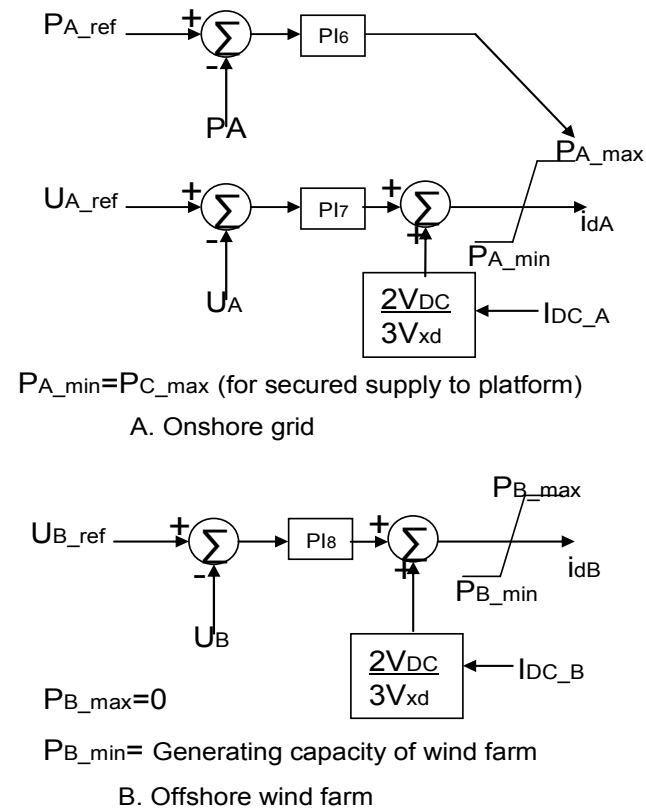 PA_ref + ∑ PI6
-
PA
PA_max
UA_ref + ∑ PI7 + ∑ idA
- +
PA_min
UA
2VDC
3Vxd
IDC_A
PA_min=PC_max (for secured supply to platform)
A. Onshore grid
PB_max
UB_ref + ∑ PI8 + ∑ idB
- +
PB_min
UB
2VDC
3Vxd
IDC_B
PB_max=0
PB_min= Generating capacity of wind farm
B. Offshore wind farm